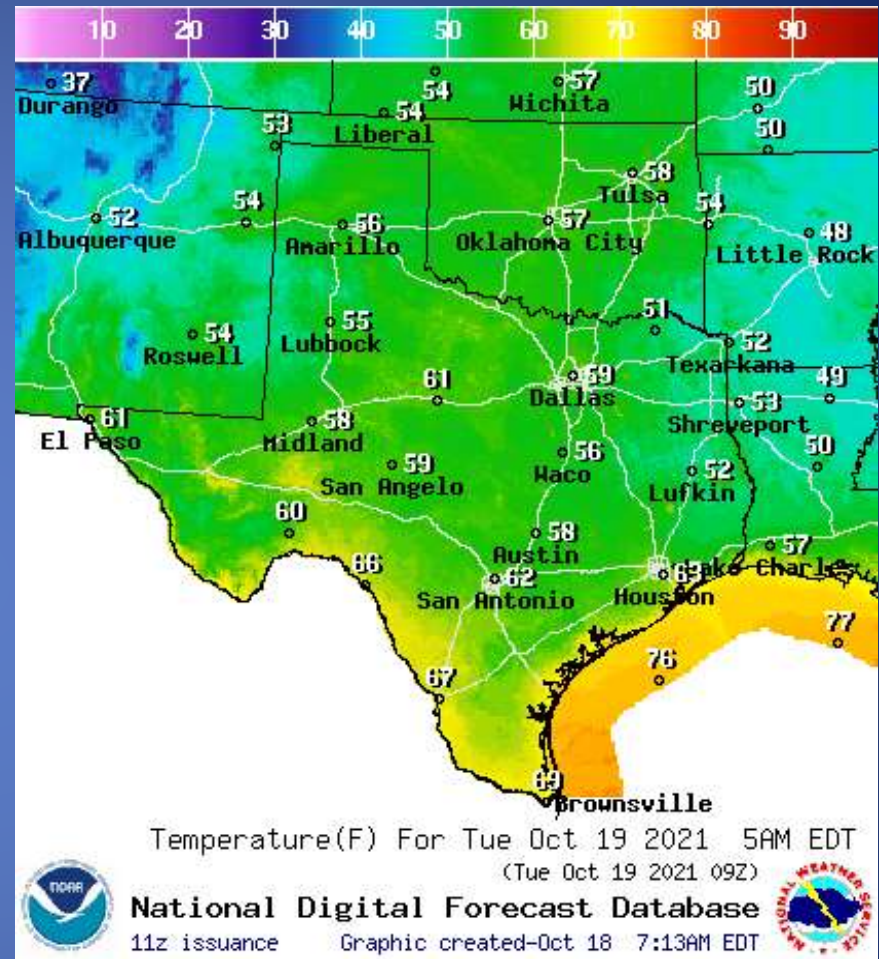 10 20 30 40 50 60 70 80 90
37
Durango
54
57
Wichita
50
54
Liberal
53
50
58
Tulsa
52
Albuquerque
54
56
Amarillo
57
Oklahoma City
54
48
Little Rock
54
Roswell
55
Lubbock
51
52
Texarkana
61
59
Dallas
53
Shreveport
49
61
El Paso
58
Midland
59
San Angelo
56
Waco
52
Lufkin
50
60
58
Austin
57
Lake Charles
66
62
San Antonio
63
Houston
77
76
67
69
Brownsville
Temperature(F) For Tue Oct 19 2021 5AM EDT
(Tue Oct 19 2021 09Z)
NOAA
National Digital Forecast Database
11z issuance Graphic created-Oct 18 7:13AM EDT
NATIONAL WEATHER SERVICE